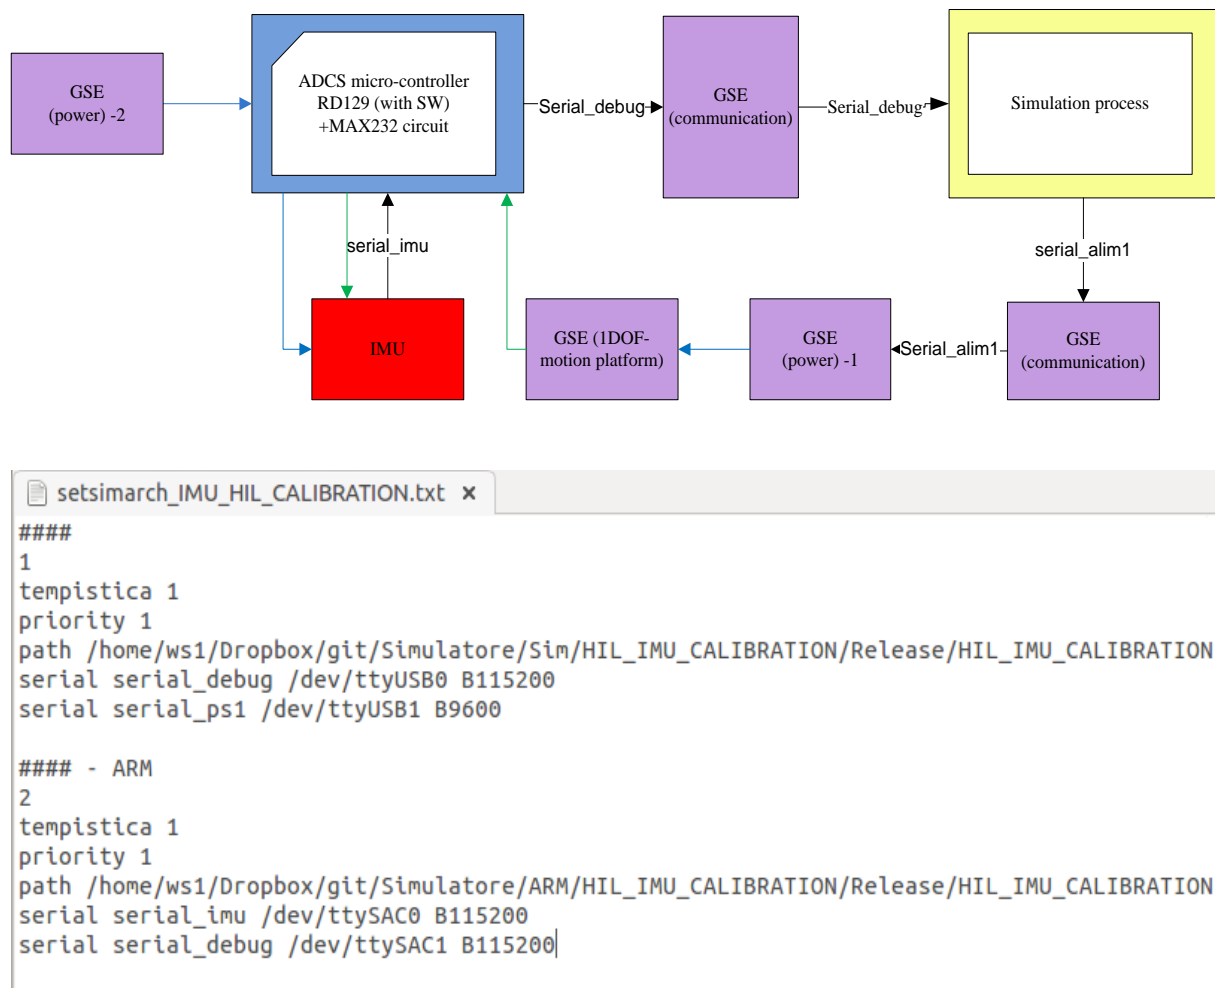 GSE
(power) -2
ADCS micro-controller
RD129 (with SW)
+MAX232 circuit
Serial_debug
GSE
(communication)
Serial_debug
Simulation process
serial_imu
serial_alim1
IMU
GSE (1DOF-
motion platform)
GSE
(power) -1
Serial_alim1
GSE
(communication)
setsimarch_IMU_HIL_CALIBRATION.txt ×
####
1
tempistica 1
priority 1
path /home/ws1/Dropbox/git/Simulatore/Sim/HIL_IMU_CALIBRATION/Release/HIL_IMU_CALIBRATION
serial serial_debug /dev/ttyUSB0 B115200
serial serial_ps1 /dev/ttyUSB1 B9600
#### - ARM
2
tempistica 1
priority 1
path /home/ws1/Dropbox/git/Simulatore/ARM/HIL_IMU_CALIBRATION/Release/HIL_IMU_CALIBRATION
serial serial_imu /dev/ttySAC0 B115200
serial serial_debug /dev/ttySAC1 B115200